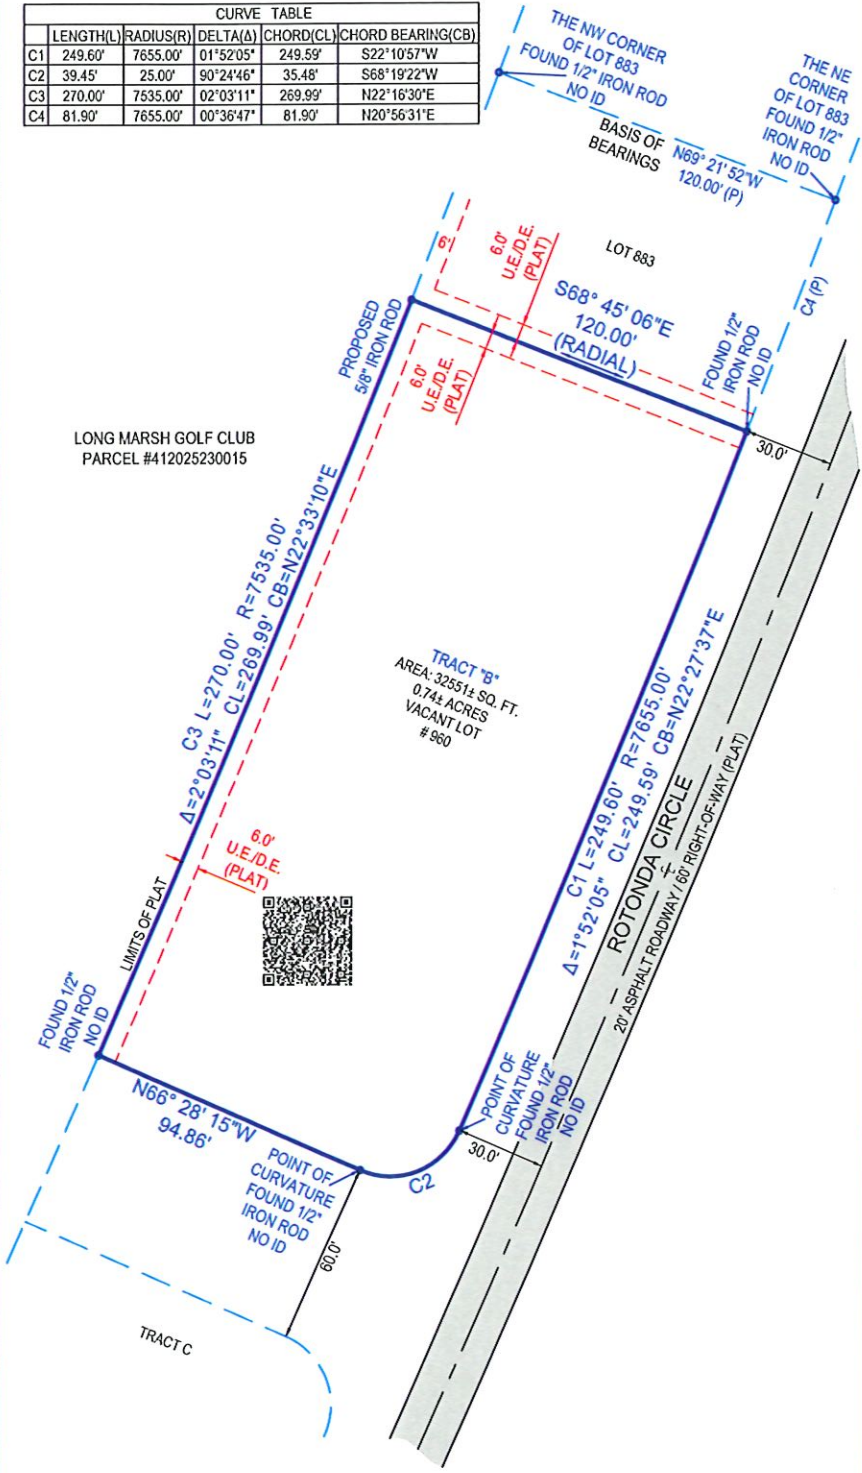 CURVE TABLE
LENGTH(L) RADIUS(R) DELTA(Δ) CHORD(CL) CHORD BEARING(CB)
C1 249.60' 7655.00' 01°52'05" 249.59' S22°10'57"W
C2 39.45' 25.00' 90°24'46" 35.48' S68°19'22"W
C3 270.00' 7535.00' 02°03'11" 269.99' N22°16'30"E
C4 81.90' 7655.00' 00°36'47" 81.90' N20°56'31"E
THE NW CORNER
OF LOT 883
FOUND 1/2" IRON ROD
NO ID
THE NE
CORNER
OF LOT 883
FOUND 1/2"
IRON ROD
NO ID
BASIS OF
BEARINGS
N69° 21' 52"W
120.00' (P)
LOT 883
C4 (P)
6'
6.0'
U.E./D.E.
(PLAT)
S68° 45' 06"E
120.00'
(RADIAL)
PROPOSED
5/8" IRON ROD
6.0'
U.E./D.E.
(PLAT)
FOUND 1/2"
IRON ROD
NO ID
30.0'
LONG MARSH GOLF CLUB
PARCEL #412025230015
C3 L=270.00' R=7535.00'
Δ=2°03'11" CL=269.99' CB=N22°33'10"E
TRACT "B"
AREA: 32551± SQ. FT.
0.74± ACRES
VACANT LOT
# 960
C1 L=249.60' R=7655.00'
Δ=1°52'05" CL=249.59' CB=N22°27'37"E
ROTONDA CIRCLE
20' ASPHALT ROADWAY / 60' RIGHT-OF-WAY (PLAT)
6.0'
U.E./D.E.
(PLAT)
LIMITS OF PLAT
FOUND 1/2"
IRON ROD
NO ID
N66° 28' 15"W
94.86'
POINT OF
CURVATURE
FOUND 1/2"
IRON ROD
NO ID
C2
POINT OF
CURVATURE
FOUND 1/2"
IRON ROD
NO ID
30.0'
60.0'
TRACT C